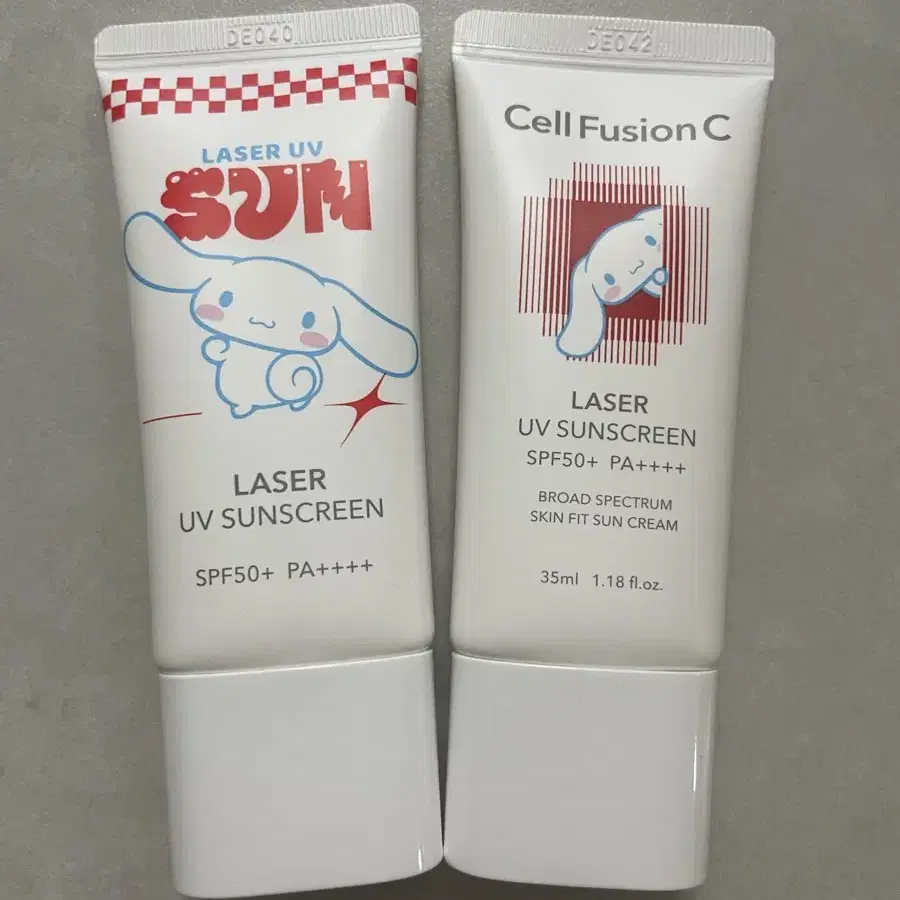 DE040
LASER UV
SUN
LASER
UV SUNSCREEN
SPF50+ PA++++
DE042
Cell Fusion C
LASER
UV SUNSCREEN
SPF50+ PA++++
BROAD SPECTRUM
SKIN FIT SUN CREAM
35ml 1.18 fl.oz.